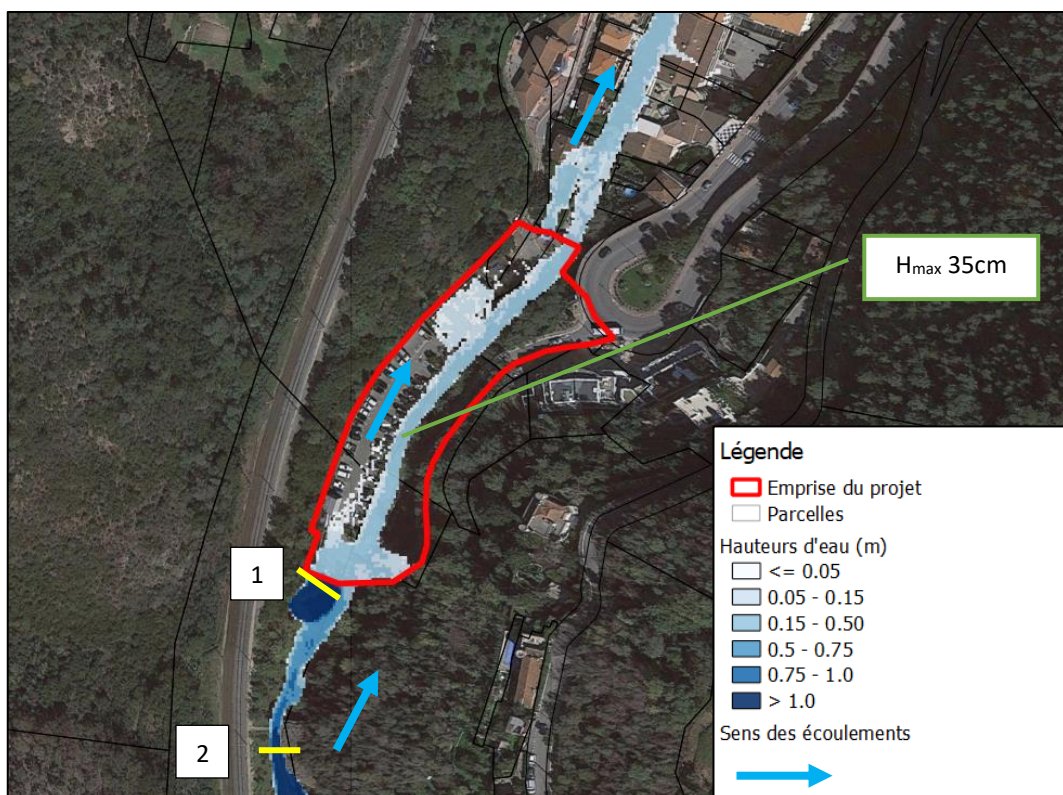 Hmax 35cm
1
2
Légende
Emprise du projet
Parcelles
Hauteurs d'eau (m)
<= 0.05
0.05 - 0.15
0.15 - 0.50
0.5 - 0.75
0.75 - 1.0
> 1.0
Sens des écoulements